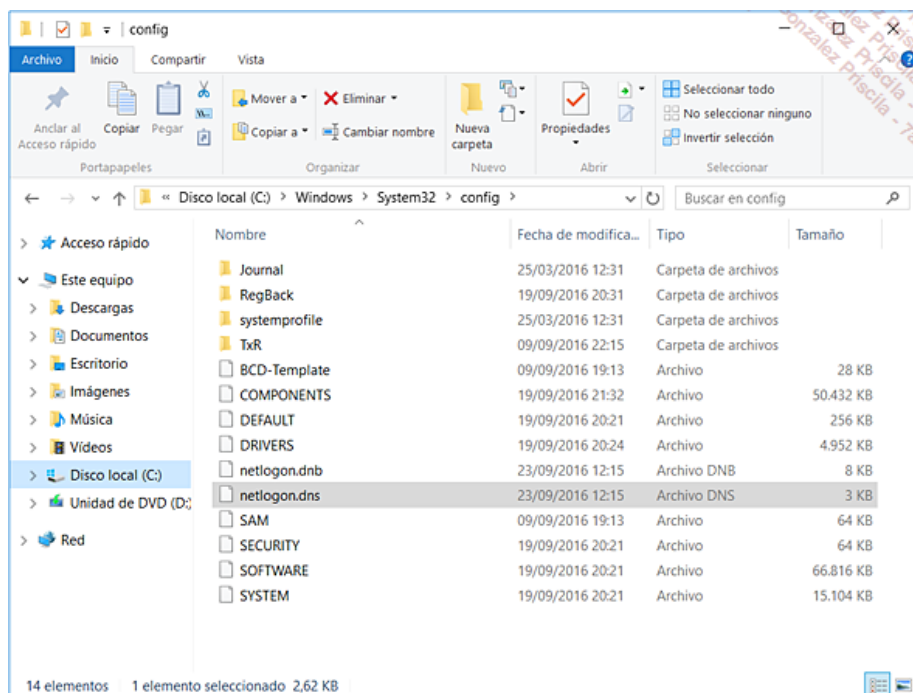 config
Archivo Inicio Compartir Vista
Anclar al Acceso rápido
Copiar
Pegar
Mover a
Copiar a
Eliminar
Cambiar nombre
Nueva carpeta
Propiedades
Seleccionar todo
No seleccionar ninguno
Invertir selección
Portapapeles Organizar Nuevo Abrir Seleccionar
« Disco local (C:) > Windows > System32 > config >
Buscar en config
Acceso rápido
Este equipo
Descargas
Documentos
Escritorio
Imágenes
Música
Vídeos
Disco local (C:)
Unidad de DVD (D:)
Red
Nombre Fecha de modifica... Tipo Tamaño
Journal 25/03/2016 12:31 Carpeta de archivos
RegBack 19/09/2016 20:31 Carpeta de archivos
systemprofile 25/03/2016 12:31 Carpeta de archivos
TxR 09/09/2016 22:15 Carpeta de archivos
BCD-Template 09/09/2016 19:13 Archivo 28 KB
COMPONENTS 19/09/2016 21:32 Archivo 50.432 KB
DEFAULT 19/09/2016 20:21 Archivo 256 KB
DRIVERS 19/09/2016 20:24 Archivo 4.952 KB
netlogon.dnb 23/09/2016 12:15 Archivo DNB 8 KB
netlogon.dns 23/09/2016 12:15 Archivo DNS 3 KB
SAM 09/09/2016 19:13 Archivo 64 KB
SECURITY 19/09/2016 20:21 Archivo 64 KB
SOFTWARE 19/09/2016 20:21 Archivo 66.816 KB
SYSTEM 19/09/2016 20:21 Archivo 15.104 KB
14 elementos 1 elemento seleccionado 2,62 KB